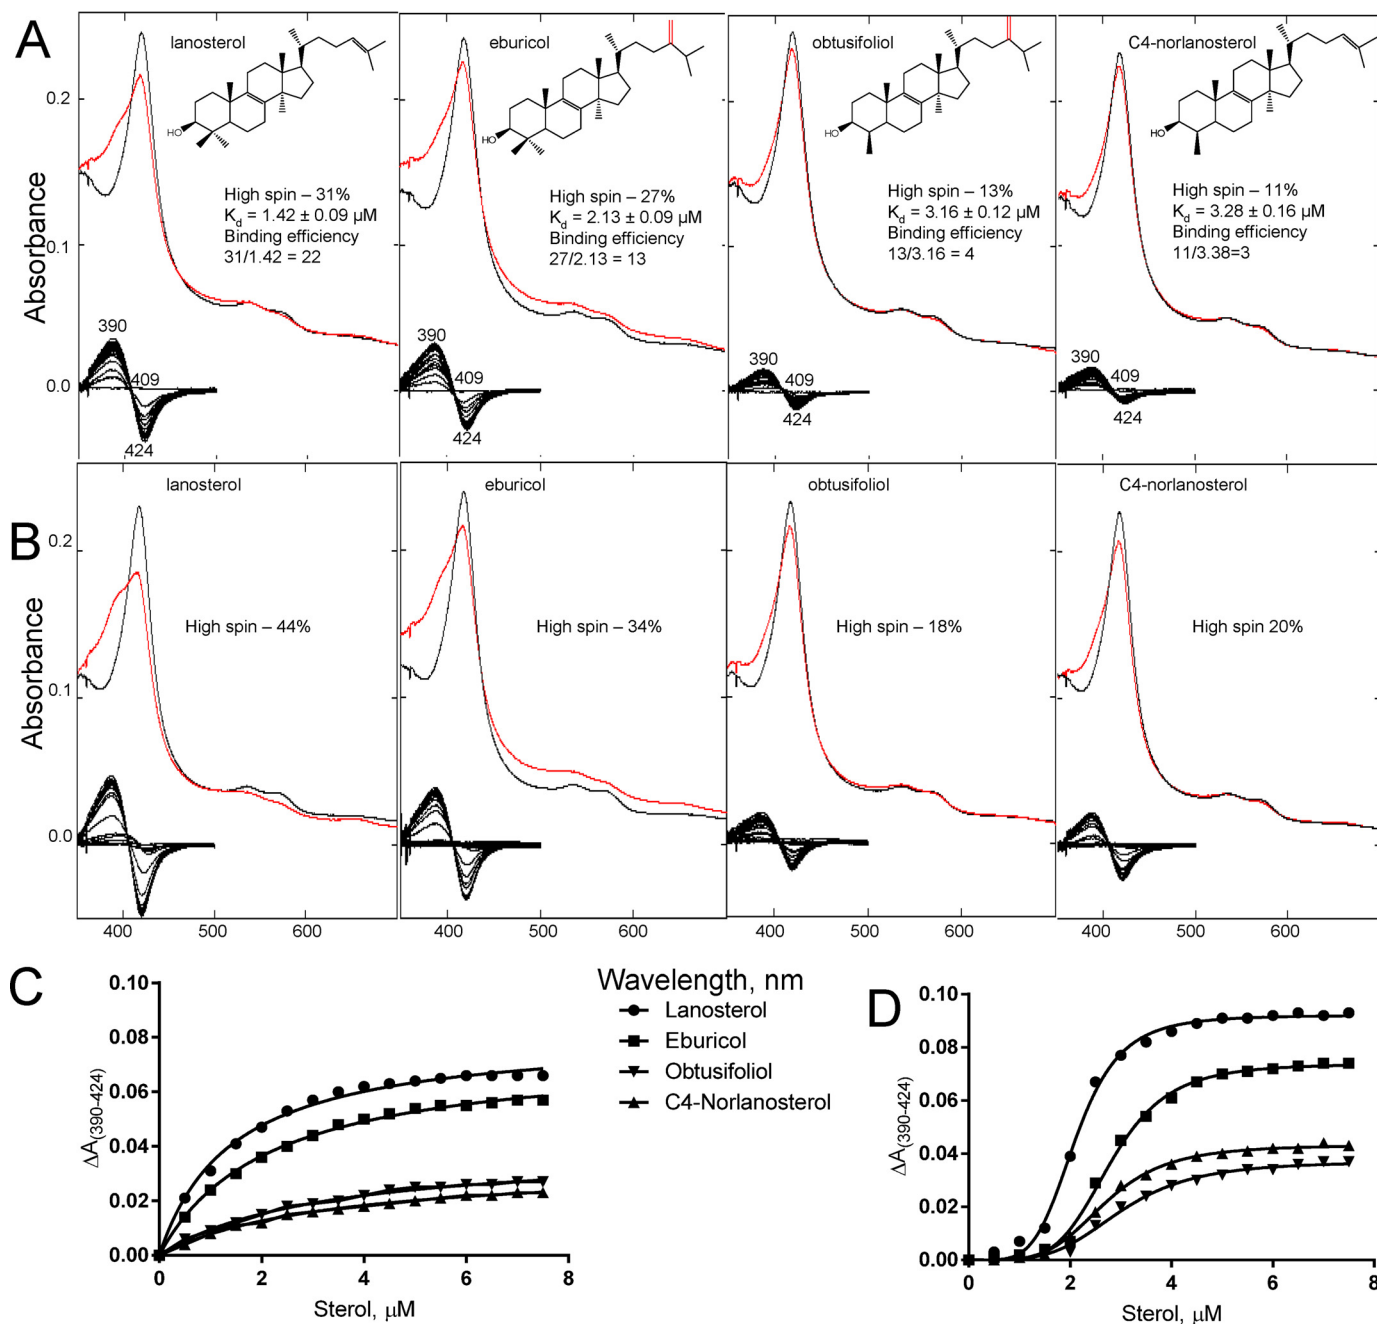 A
lanosterol
eburicol
obtusifoliol
C4-norlanosterol
HO
HO
HO
HO
Absorbance
0.2
0.1
0.0
High spin – 31%
Kd = 1.42 ± 0.09 µM
Binding efficiency
31/1.42 = 22
High spin – 27%
Kd = 2.13 ± 0.09 µM
Binding efficiency
27/2.13 = 13
High spin – 13%
Kd = 3.16 ± 0.12 µM
Binding efficiency
13/3.16 = 4
High spin – 11%
Kd = 3.28 ± 0.16 µM
Binding efficiency
11/3.38=3
390
409
424
390
409
424
390
409
424
390
409
424
B
lanosterol
eburicol
obtusifoliol
C4-norlanosterol
Absorbance
0.2
0.1
0.0
High spin – 44%
High spin – 34%
High spin – 18%
High spin 20%
400 500 600
400 500 600
400 500 600
400 500 600
Wavelength, nm
C
ΔA(390-424)
0.10
0.08
0.06
0.04
0.02
0.00
0 2 4 6 8
Sterol, µM
Lanosterol
Eburicol
Obtusifoliol
C4-Norlanosterol
D
ΔA(390-424)
0.10
0.08
0.06
0.04
0.02
0.00
0 2 4 6 8
Sterol, µM